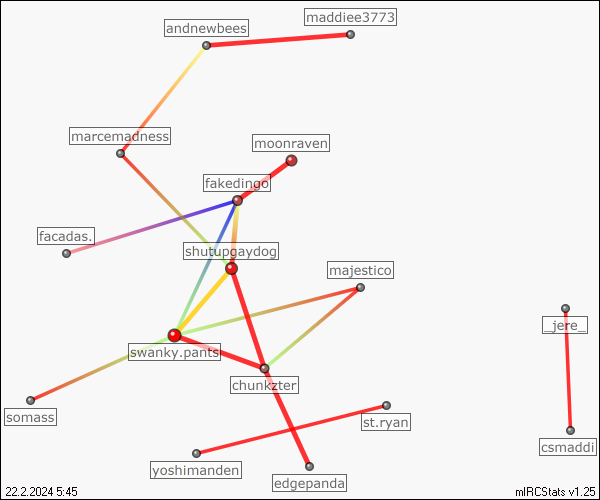 maddiee3773
andnewbees
marcemadness
moonraven
fakedingo
facadas.
shutupgaydog
majestico
_jere_
swanky.pants
chunkzter
somass
st.ryan
csmaddi
yoshimanden
edgepanda
22.2.2024 5:45
mIRCStats v1.25